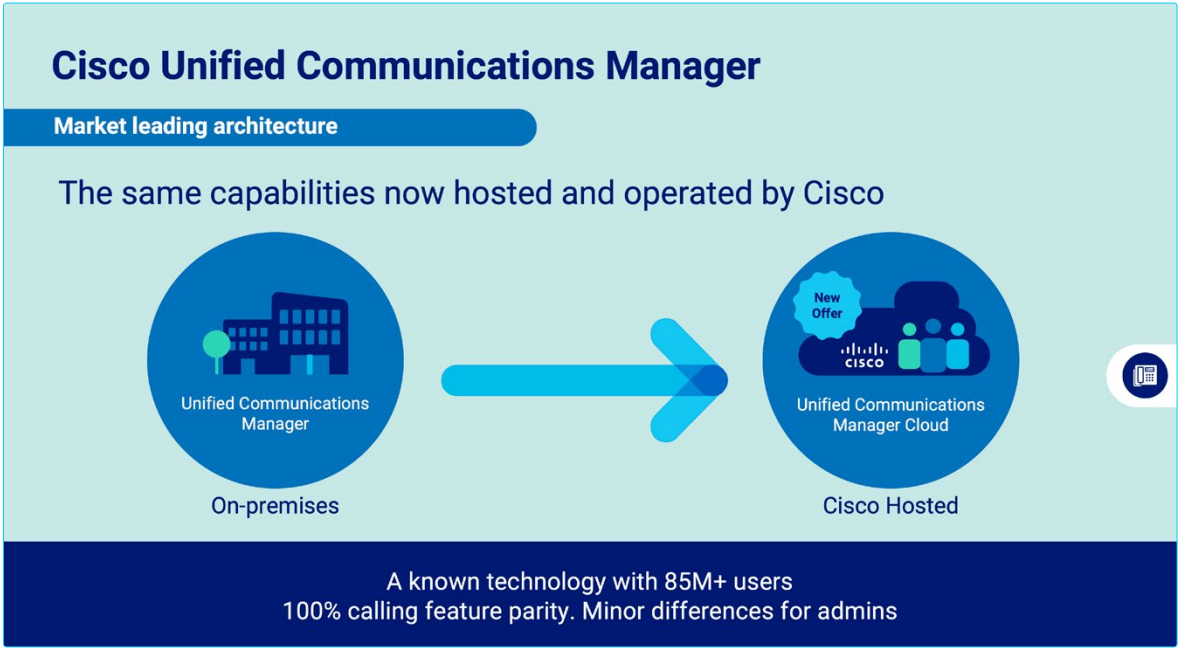 Cisco Unified Communications Manager
Market leading architecture
The same capabilities now hosted and operated by Cisco
Unified Communications
Manager
On-premises
New
Offer
CISCO
Unified Communications
Manager Cloud
Cisco Hosted
A known technology with 85M+ users
100% calling feature parity. Minor differences for admins